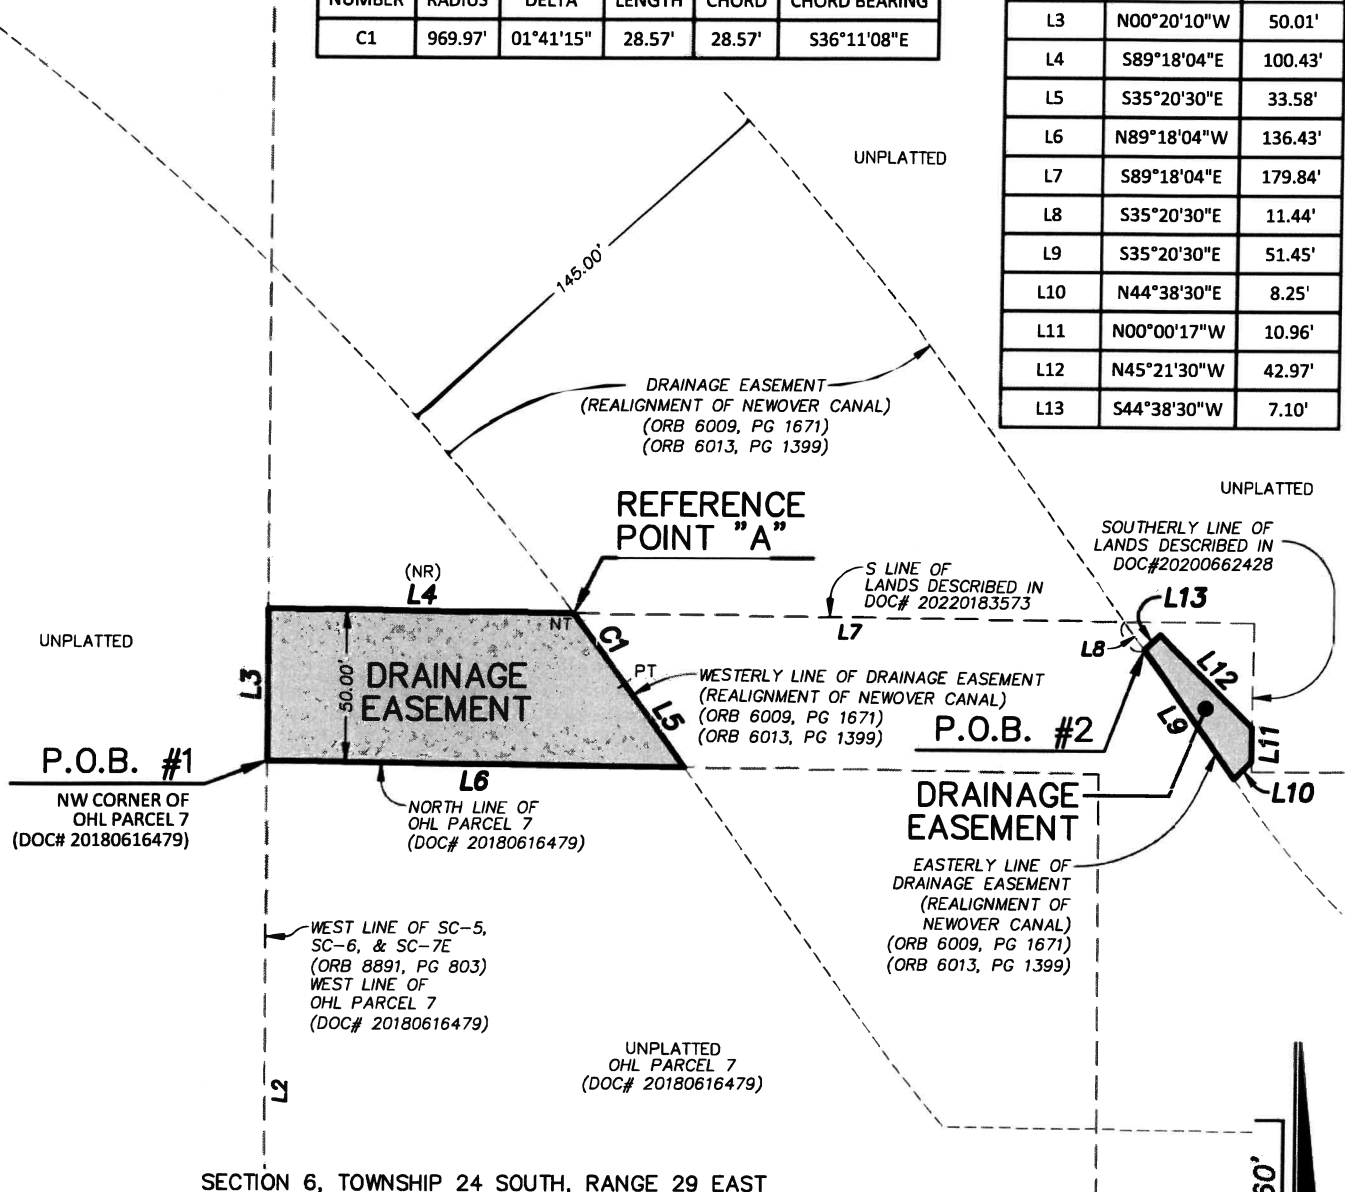 NUMBER RADIUS DELTA LENGTH CHORD CHORD BEARING
C1 969.97' 01°41'15" 28.57' 28.57' S36°11'08"E
L3 N00°20'10"W 50.01'
L4 S89°18'04"E 100.43'
L5 S35°20'30"E 33.58'
L6 N89°18'04"W 136.43'
L7 S89°18'04"E 179.84'
L8 S35°20'30"E 11.44'
L9 S35°20'30"E 51.45'
L10 N44°38'30"E 8.25'
L11 N00°00'17"W 10.96'
L12 N45°21'30"W 42.97'
L13 S44°38'30"W 7.10'
UNPLATTED
145.00'
DRAINAGE EASEMENT
(REALIGNMENT OF NEWOVER CANAL)
(ORB 6009, PG 1671)
(ORB 6013, PG 1399)
REFERENCE
POINT "A"
UNPLATTED
SOUTHERLY LINE OF
LANDS DESCRIBED IN
DOC#20200662428
S LINE OF
LANDS DESCRIBED IN
DOC# 20220183573
(NR)
L4
NT
C1
PT
L7
L8
L13
L12
L9
L11
L10
UNPLATTED
L3
50.00'
DRAINAGE
EASEMENT
L5
L6
WESTERLY LINE OF DRAINAGE EASEMENT
(REALIGNMENT OF NEWOVER CANAL)
(ORB 6009, PG 1671)
(ORB 6013, PG 1399)
P.O.B. #2
P.O.B. #1
NW CORNER OF
OHL PARCEL 7
(DOC# 20180616479)
NORTH LINE OF
OHL PARCEL 7
(DOC# 20180616479)
DRAINAGE
EASEMENT
EASTERLY LINE OF
DRAINAGE EASEMENT
(REALIGNMENT OF
NEWOVER CANAL)
(ORB 6009, PG 1671)
(ORB 6013, PG 1399)
WEST LINE OF SC-5,
SC-6, & SC-7E
(ORB 8891, PG 803)
WEST LINE OF
OHL PARCEL 7
(DOC# 20180616479)
L2
UNPLATTED
OHL PARCEL 7
(DOC# 20180616479)
60'
SECTION 6, TOWNSHIP 24 SOUTH, RANGE 29 EAST